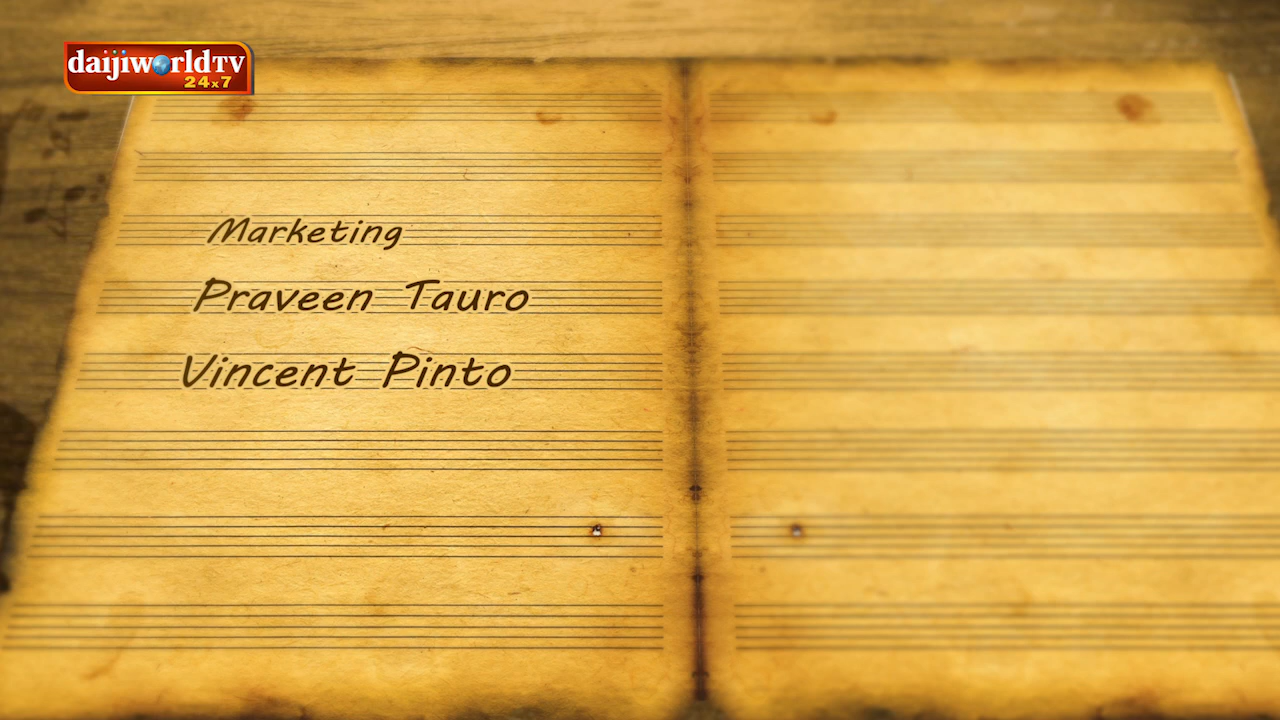 daijiworldTV
24x7
Marketing
Praveen Tauro
Vincent Pinto